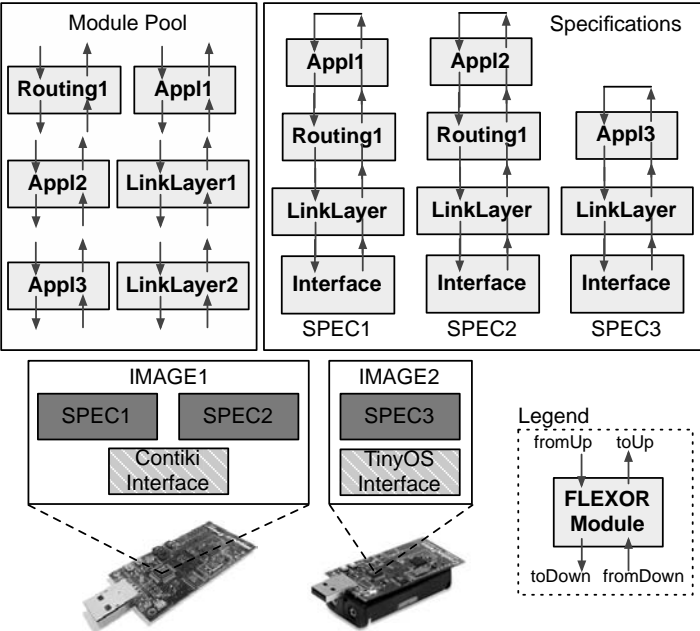 Module Pool
Routing1
Appl1
Appl2
LinkLayer1
Appl3
LinkLayer2
Specifications
Appl1
Appl2
Routing1
Routing1
Appl3
LinkLayer
LinkLayer
LinkLayer
Interface
Interface
Interface
SPEC1
SPEC2
SPEC3
IMAGE1
SPEC1
SPEC2
Contiki
Interface
IMAGE2
SPEC3
TinyOS
Interface
Legend
fromUp
toUp
FLEXOR
Module
toDown
fromDown